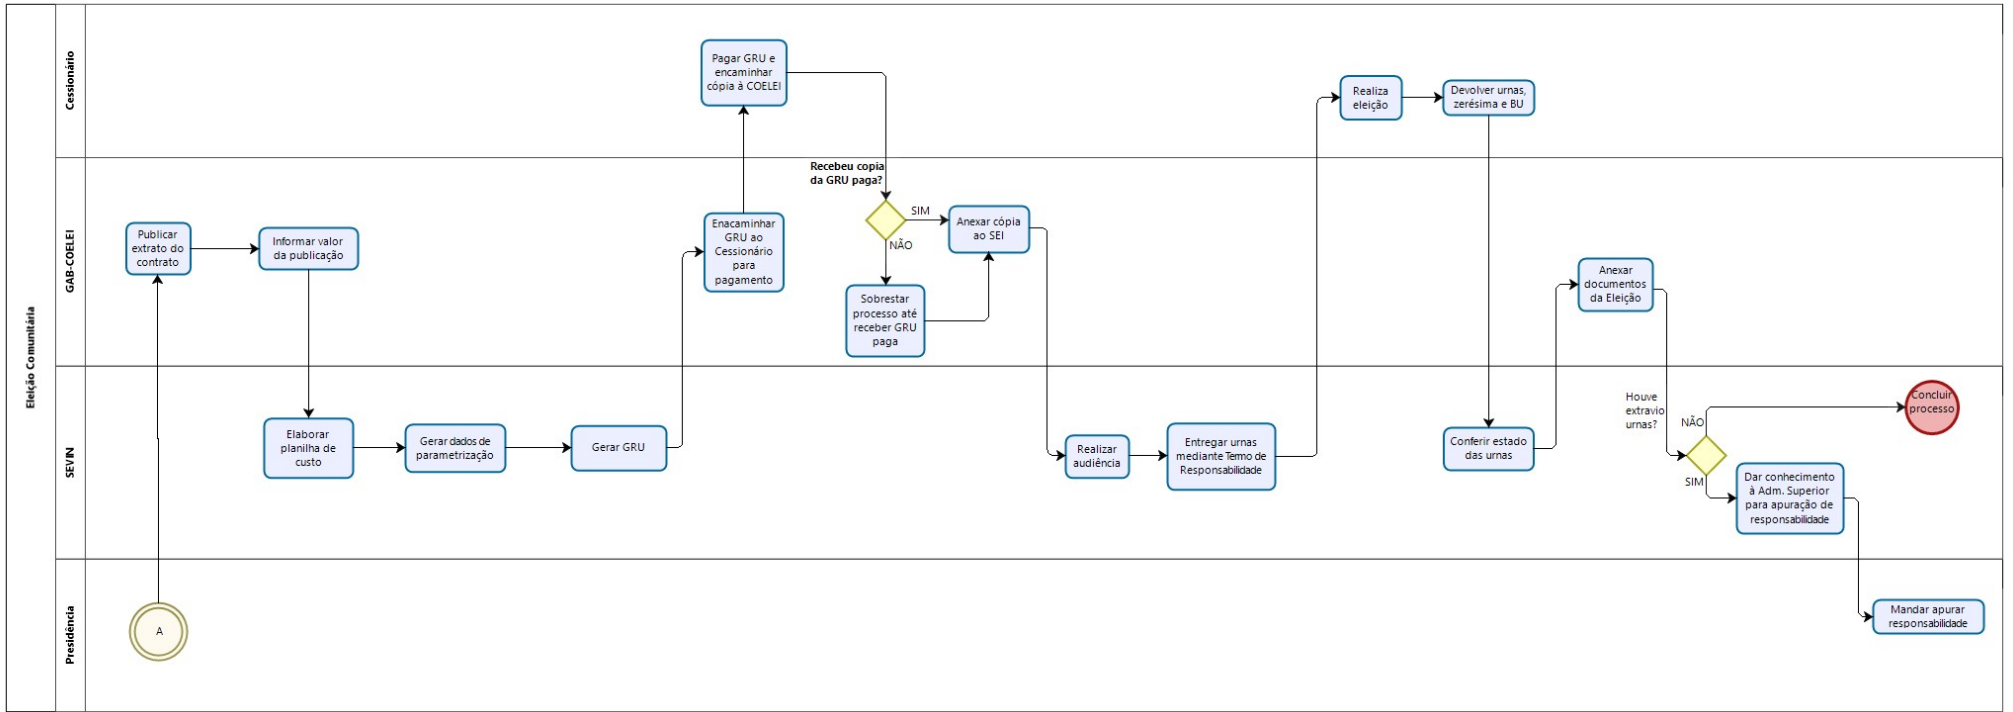 Eleição Comunitária
Cessionário
Pagar GRU e
encaminhar
cópia à COELEI
Realiza
eleição
Devolver urnas,
zerésima e BU
GAB-COELEI
Publicar
extrato do
contrato
Informar valor
da publicação
Enacaminhar
GRU ao
Cessionário
para
pagamento
Recebeu copia
da GRU paga?
SIM
NÃO
Anexar cópia
ao SEI
Sobrestar
processo até
receber GRU
paga
Anexar
documentos
da Eleição
SEVIN
Elaborar
planilha de
custo
Gerar dados de
parametrização
Gerar GRU
Realizar
audiência
Entregar urnas
mediante Termo de
Responsabilidade
Conferir estado
das urnas
Houve
extravio
urnas?
NÃO
SIM
Concluir
processo
Dar conhecimento
à Adm. Superior
para apuração de
responsabilidade
Presidência
A
Mandar apurar
responsabilidade